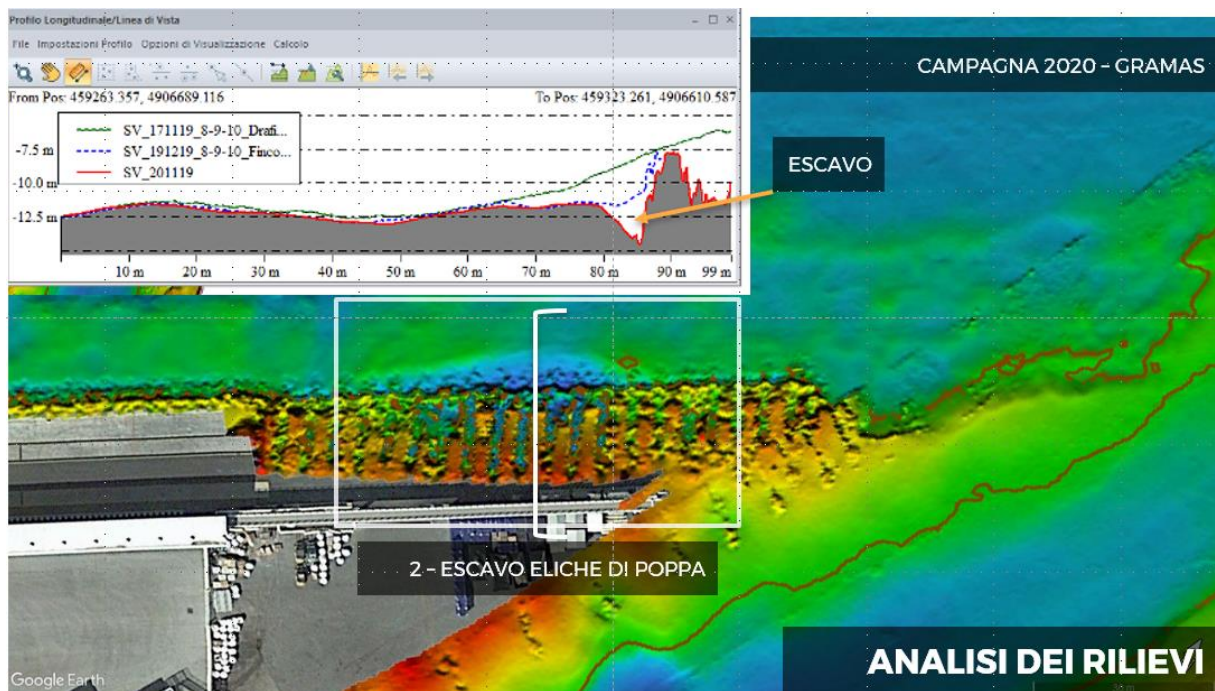 Profilo Longitudinale/Linea di Vista
File Impostazioni Profilo Opzioni di Visualizzazione Calcolo
From Pos: 459263.357, 4906689.116 To Pos: 459323.261, 4906610.587
SV_171119_8-9-10_Drafi...
SV_191219_8-9-10_Finco...
SV_201119
-7.5 m
-10.0 m
-12.5 m
10 m 20 m 30 m 40 m 50 m 60 m 70 m 80 m 90 m 99 m
CAMPAGNA 2020 – GRAMAS
ESCAVO
2 – ESCAVO ELICHE DI POPPA
ANALISI DEI RILIEVI
Google Earth